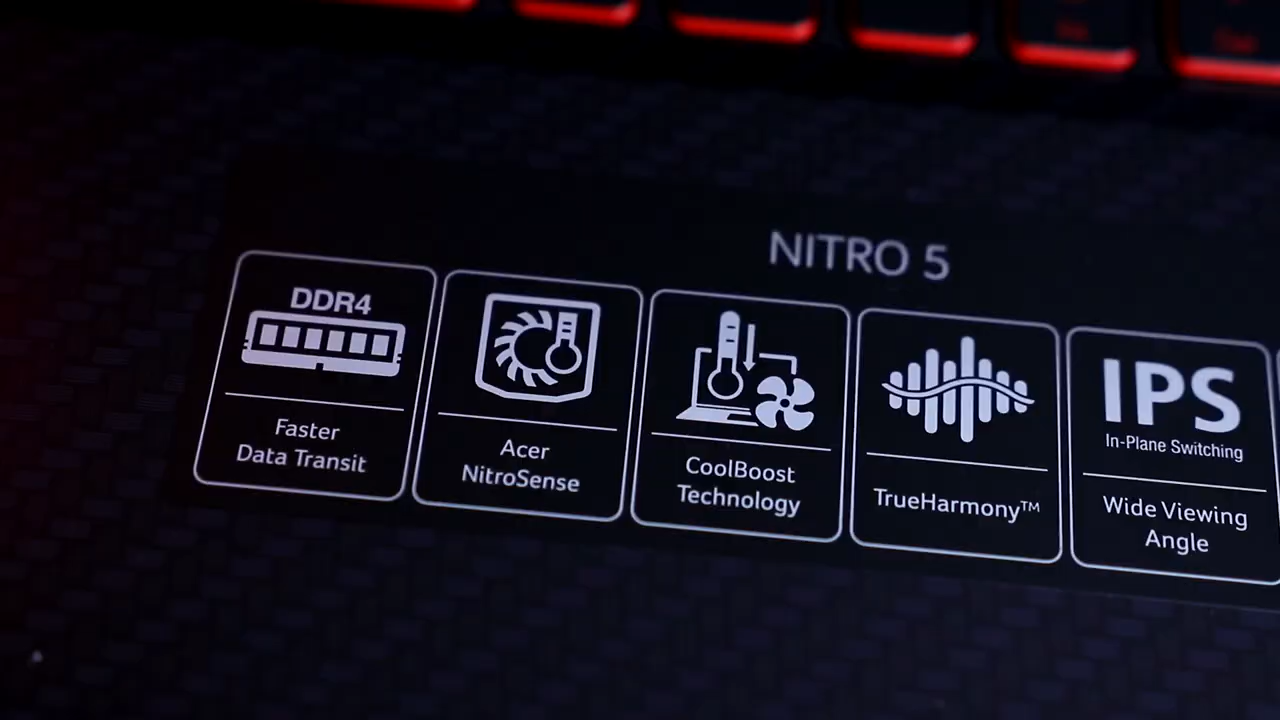 NITRO 5
DDR4
Faster
Data Transit
Acer
NitroSense
CoolBoost
Technology
TrueHarmony™
IPS
In-Plane Switching
Wide Viewing
Angle